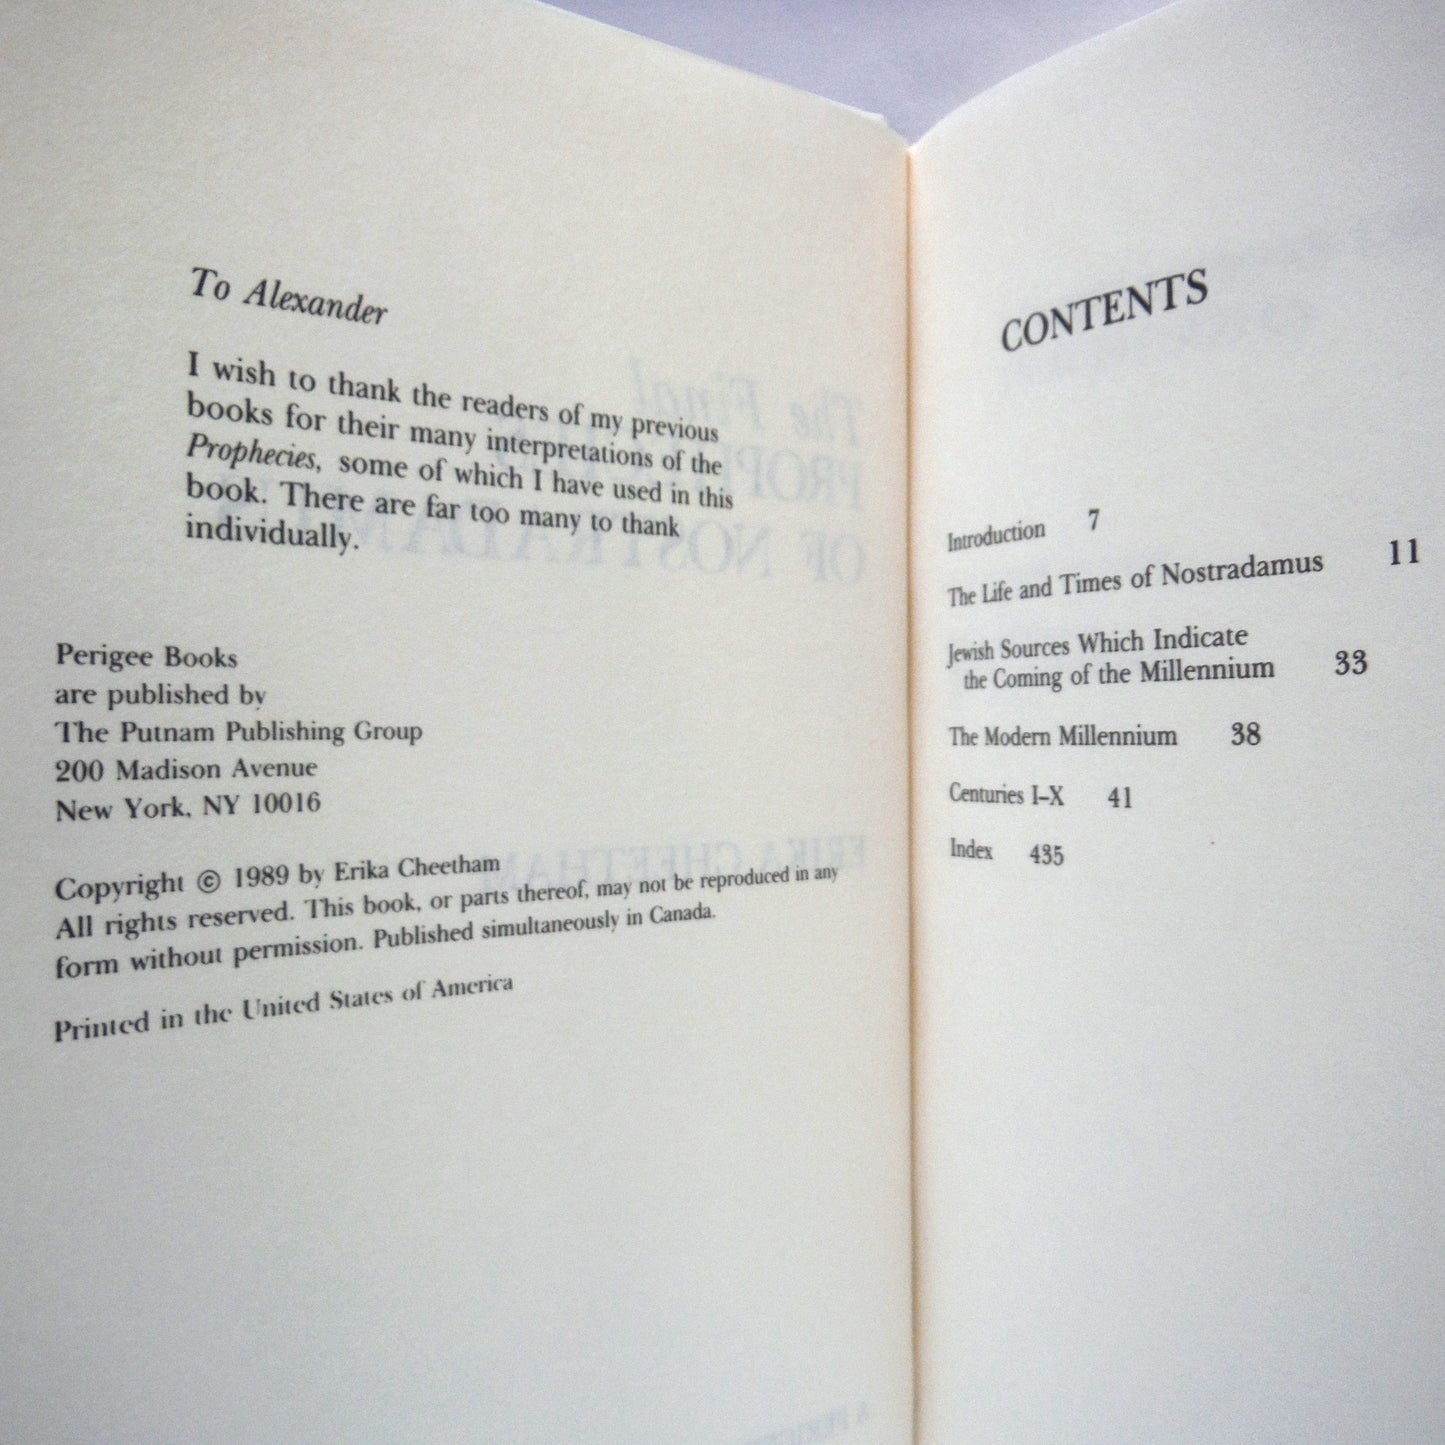 To Alexander
I wish to thank the readers of my previous
books for their many interpretations of the
Prophecies, some of which I have used in this
book. There are far too many to thank
individually.
Perigee Books
are published by
The Putnam Publishing Group
200 Madison Avenue
New York, NY 10016
Copyright © 1989 by Erika Cheetham
All rights reserved. This book, or parts thereof, may not be reproduced in any
form without permission. Published simultaneously in Canada.
Printed in the United States of America
CONTENTS
Introduction 7
The Life and Times of Nostradamus 11
Jewish Sources Which Indicate
the Coming of the Millennium 33
The Modern Millennium 38
Centuries I–X 41
Index 435